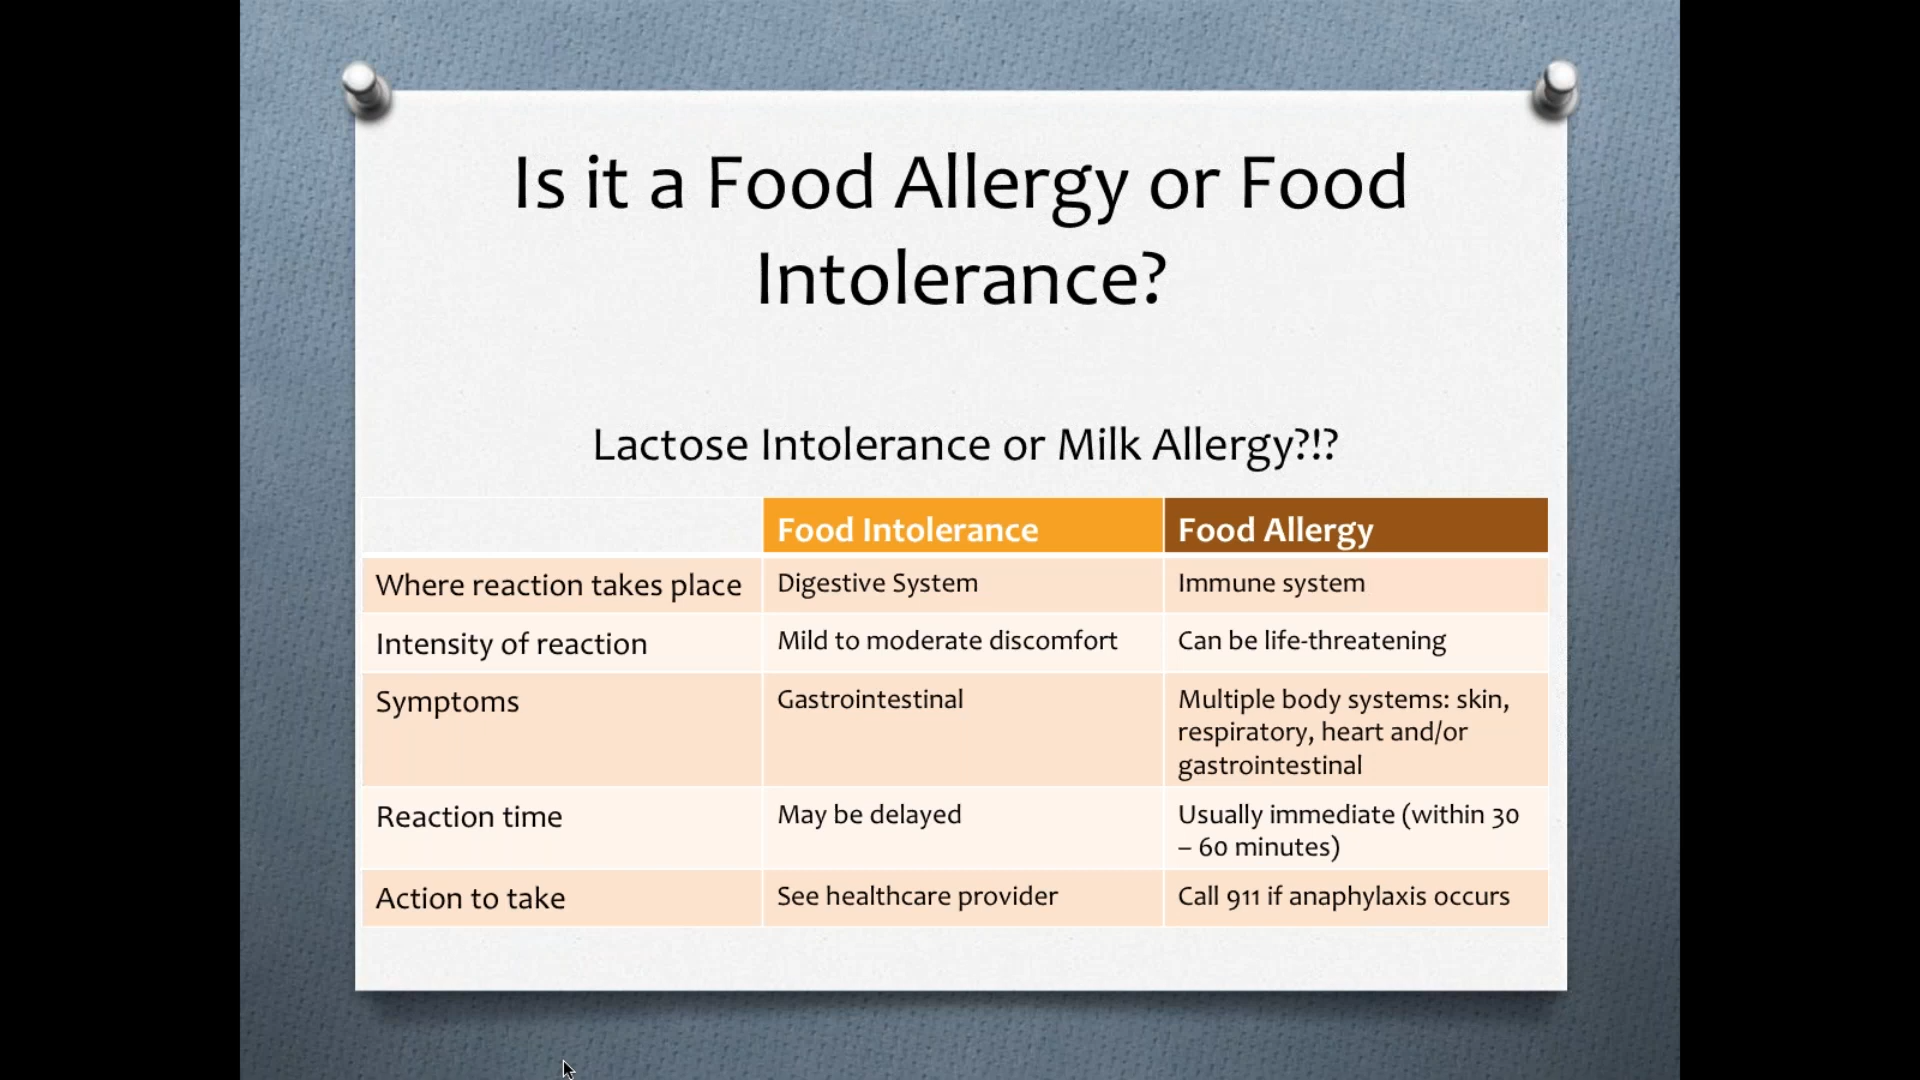 Is it a Food Allergy or Food
Intolerance?
Lactose Intolerance or Milk Allergy?!?
Food Intolerance Food Allergy
Where reaction takes place Digestive System Immune system
Intensity of reaction Mild to moderate discomfort Can be life-threatening
Symptoms Gastrointestinal Multiple body systems: skin,
respiratory, heart and/or
gastrointestinal
Reaction time May be delayed Usually immediate (within 30
– 60 minutes)
Action to take See healthcare provider Call 911 if anaphylaxis occurs